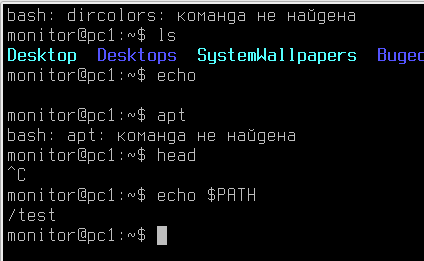 bash: dircolors: команда не найдена
monitor@pc1:~$ ls
Desktop Desktops SystemWallpapers Видео
monitor@pc1:~$ echo

monitor@pc1:~$ apt
bash: apt: команда не найдена
monitor@pc1:~$ head
^C
monitor@pc1:~$ echo $PATH
/test
monitor@pc1:~$